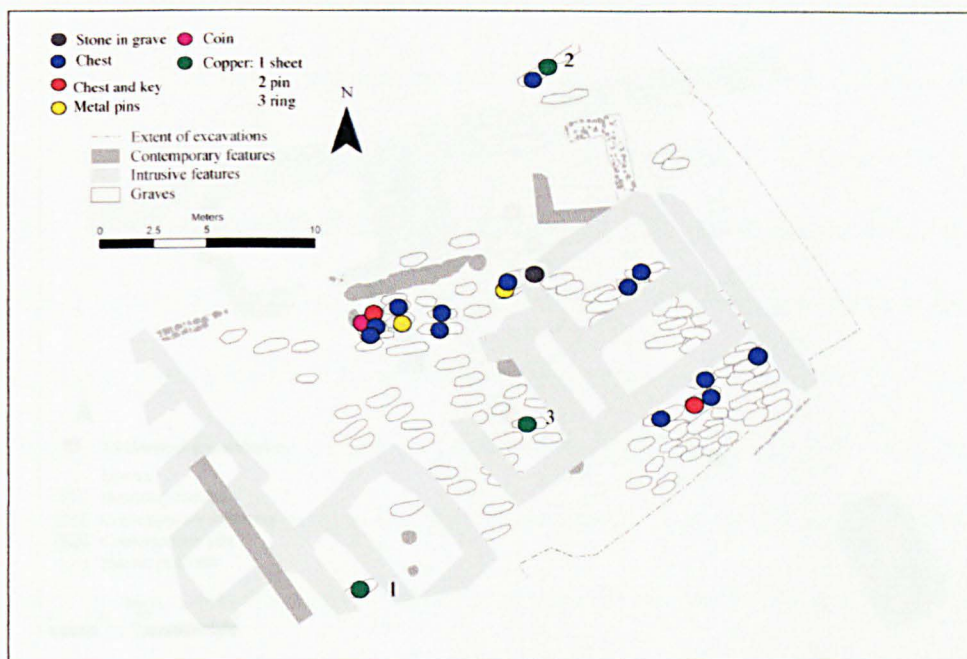 Stone in grave
Coin
Chest
Copper: 1 sheet
Chest and key
2 pin
Metal pins
3 ring
N
Extent of excavations
Contemporary features
Intrusive features
Graves
Meters
0 2.5 5 10
2
3
1